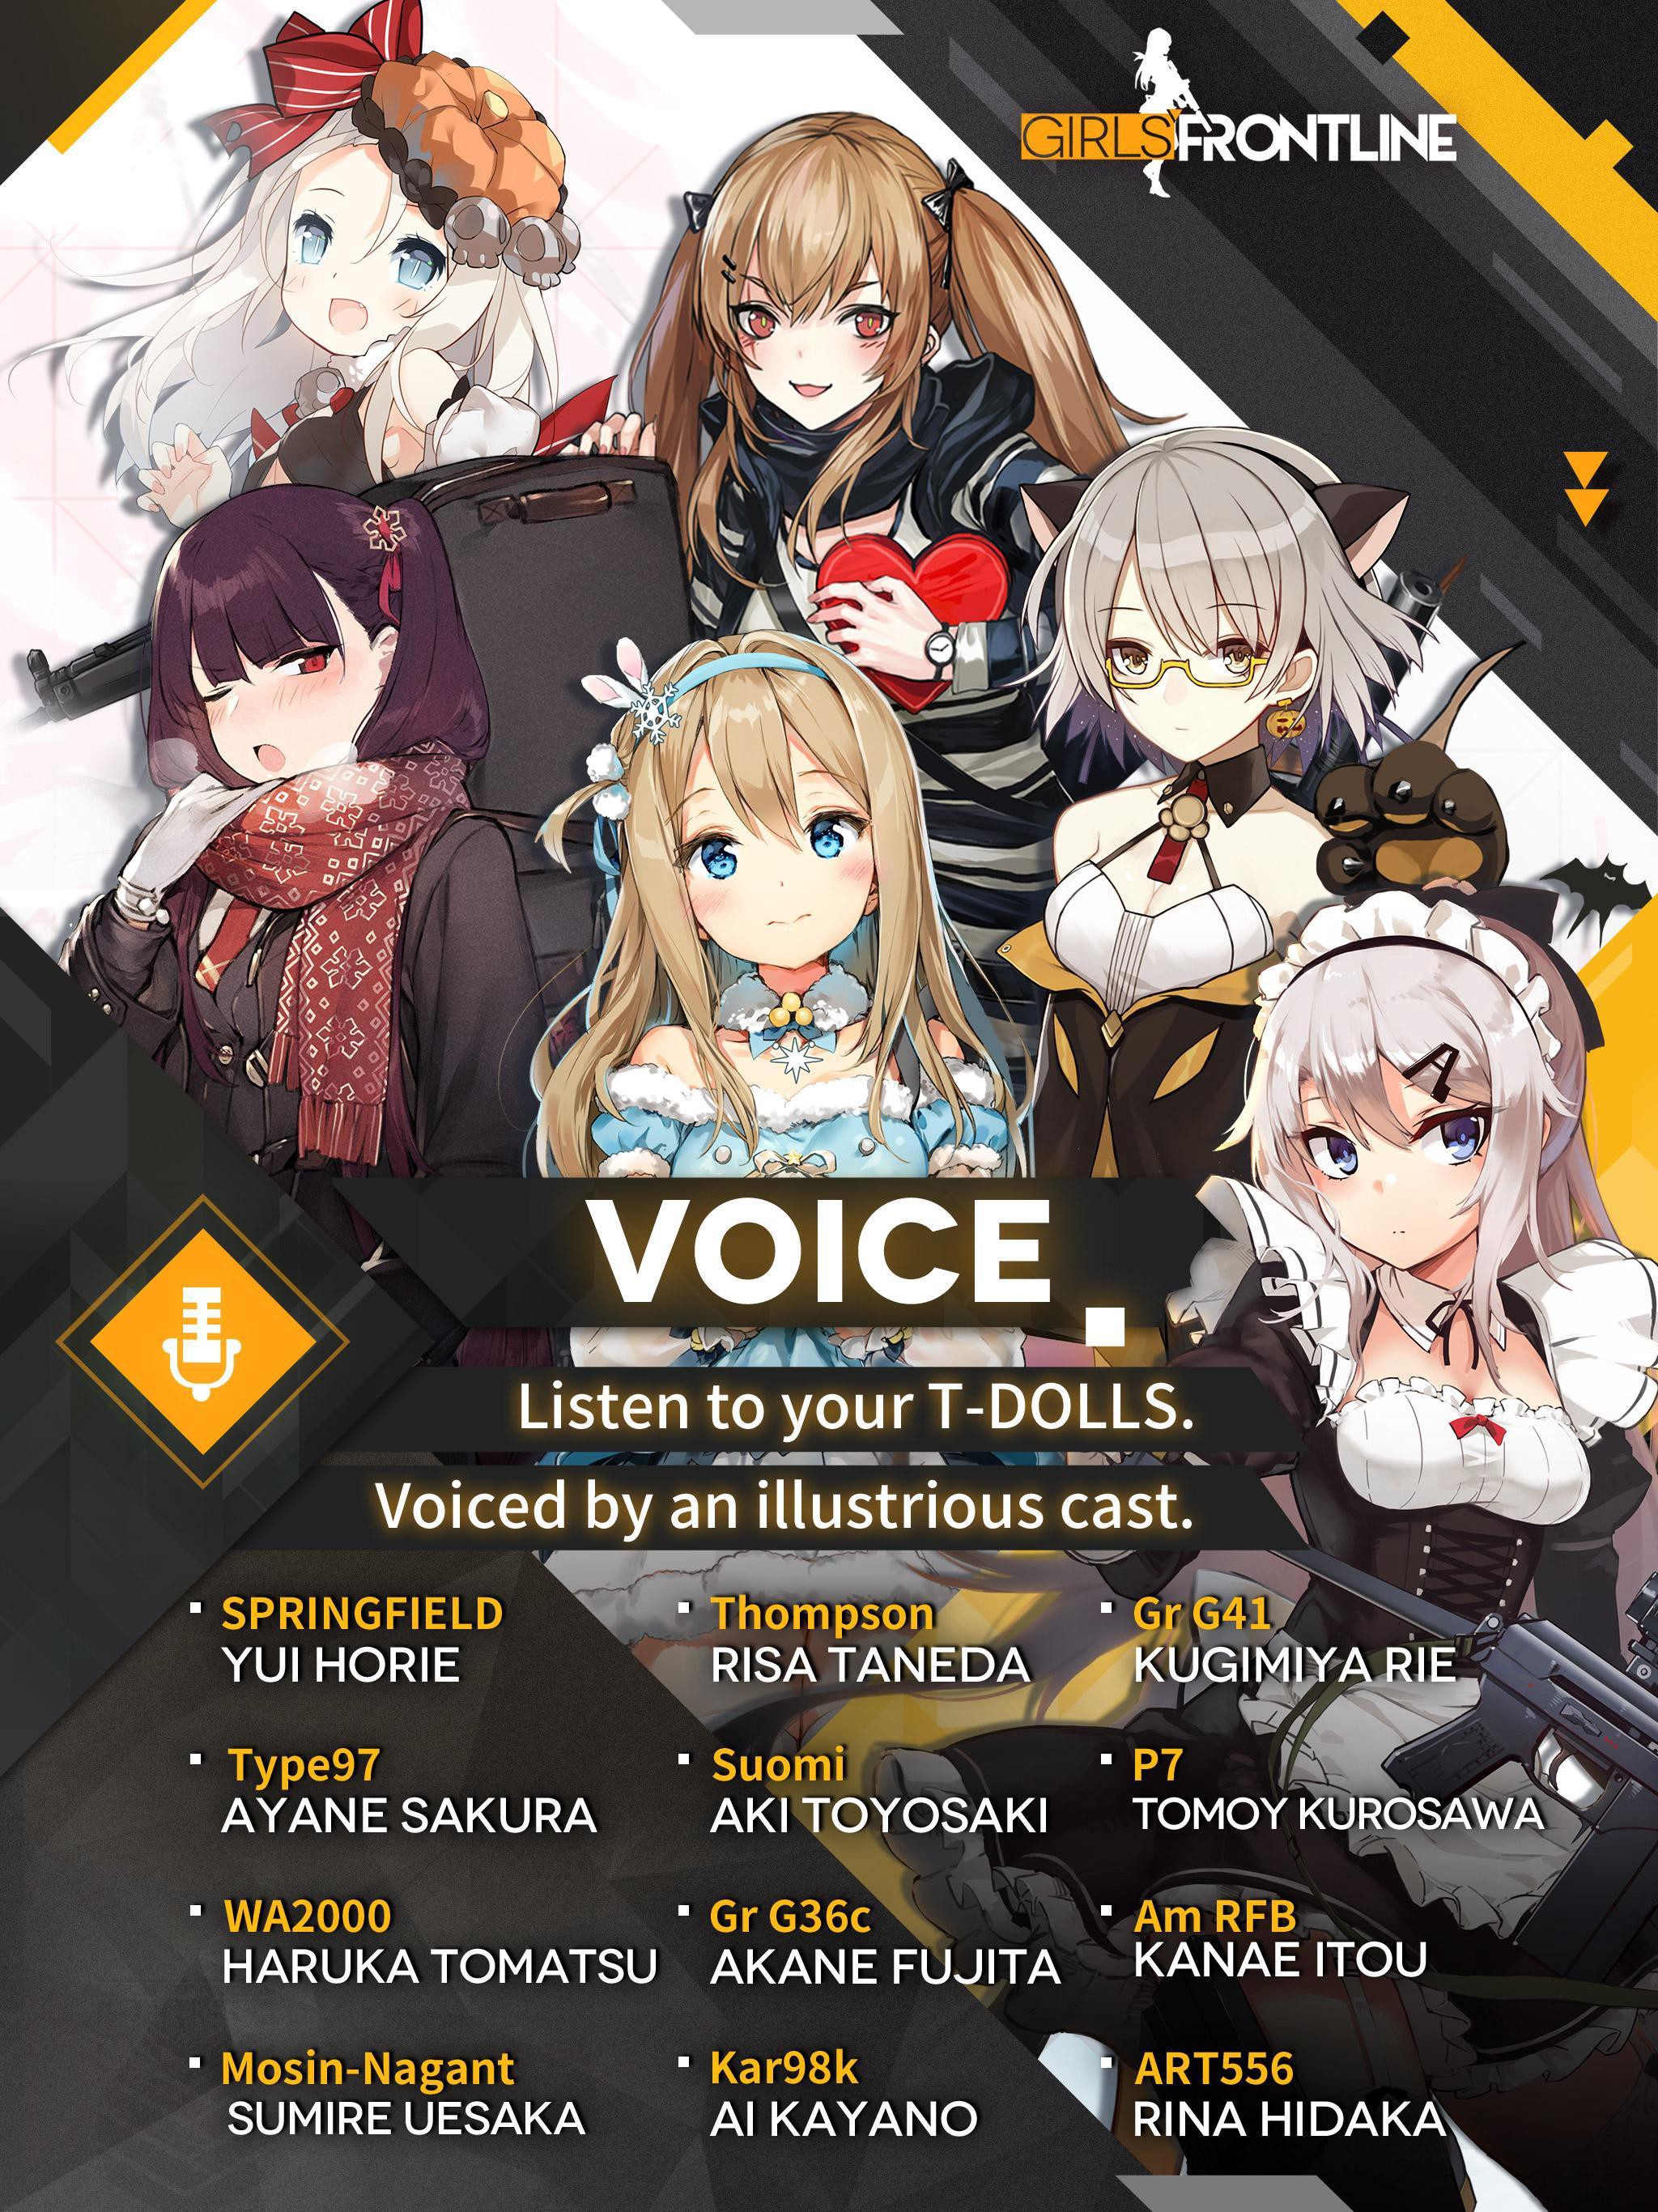 GIRLS' FRONTLINE
VOICE.
Listen to your T-DOLLS.
Voiced by an illustrious cast.
SPRINGFIELD
YUI HORIE
Thompson
RISA TANEDA
Gr G41
KUGIMIYA RIE
Type97
AYANE SAKURA
Suomi
AKI TOYOSAKI
P7
TOMOY KUROSAWA
WA2000
HARUKA TOMATSU
Gr G36c
AKANE FUJITA
Am RFB
KANAE ITOU
Mosin-Nagant
SUMIRE UESAKA
Kar98k
AI KAYANO
ART556
RINA HIDAKA